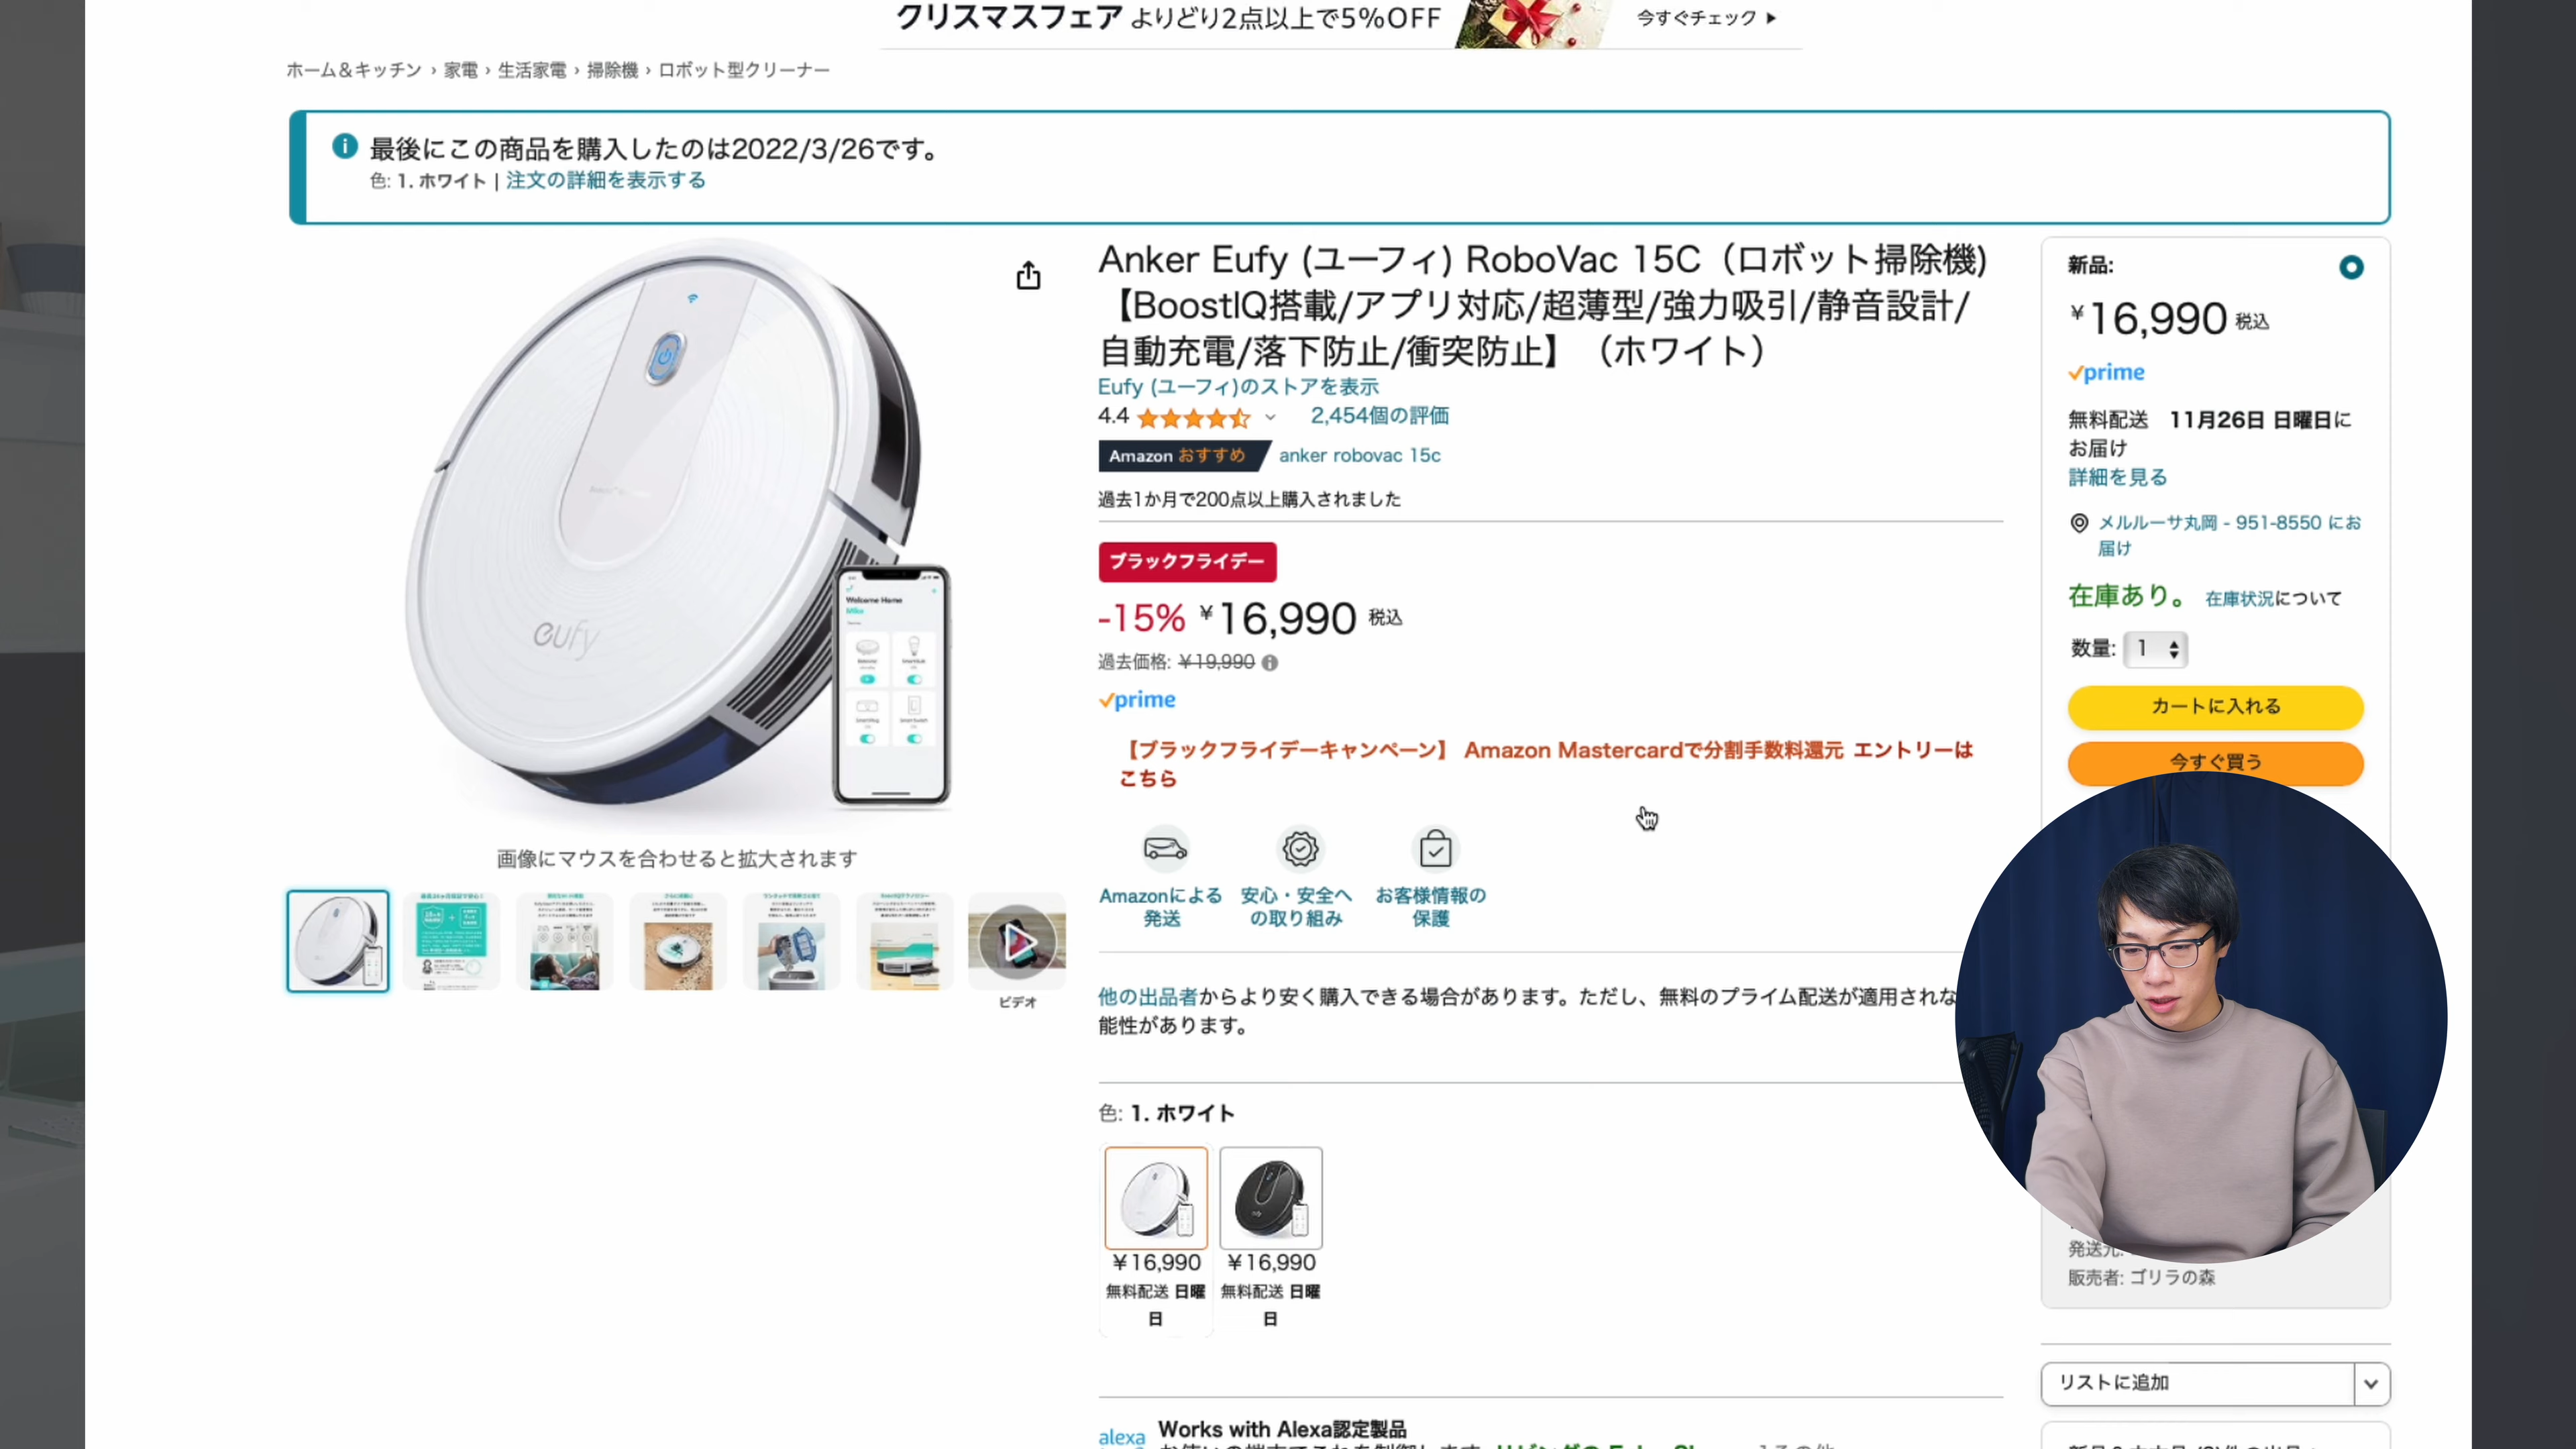 クリスマスフェア よりどり2点以上で5%OFF 今すぐチェック
ホーム＆キッチン › 家電 › 生活家電 › 掃除機 › ロボット型クリーナー
最後にこの商品を購入したのは2022/3/26です。
色: 1. ホワイト | 注文の詳細を表示する
eufy
Welcome Home
Mike
画像にマウスを合わせると拡大されます
ビデオ
Anker Eufy (ユーフィ) RoboVac 15C（ロボット掃除機)
【BoostIQ搭載/アプリ対応/超薄型/強力吸引/静音設計/
自動充電/落下防止/衝突防止】（ホワイト）
Eufy (ユーフィ)のストアを表示
4.4 2,454個の評価
Amazon おすすめ anker robovac 15c
過去1か月で200点以上購入されました
ブラックフライデー
-15% ¥16,990 税込
過去価格: ¥19,990
prime
【ブラックフライデーキャンペーン】 Amazon Mastercardで分割手数料還元 エントリーは
こちら
Amazonによる
発送
安心・安全へ
の取り組み
お客様情報の
保護
他の出品者からより安く購入できる場合があります。ただし、無料のプライム配送が適用されな
能性があります。
色: 1. ホワイト
¥16,990
無料配送 日曜
日
¥16,990
無料配送 日曜
日
alexa
Works with Alexa認定製品
新品:
¥16,990 税込
prime
無料配送 11月26日 日曜日に
お届け
詳細を見る
メルルーサ丸岡 - 951-8550 にお
届け
在庫あり。 在庫状況について
数量: 1
カートに入れる
今すぐ買う
発送元:
販売者: ゴリラの森
リストに追加